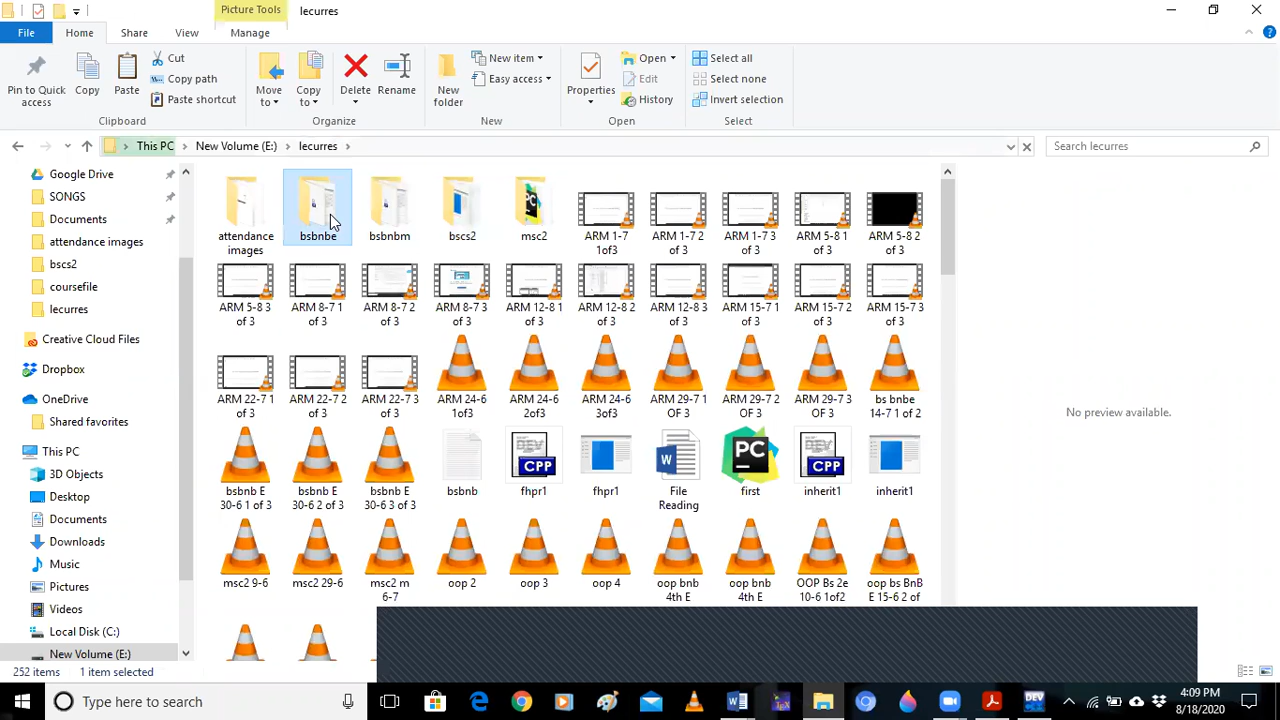 Picture Tools
lecurres
File
Home
Share
View
Manage
Pin to Quick access
Copy
Paste
Cut
Copy path
Paste shortcut
Clipboard
Move to
Copy to
Delete
Rename
Organize
New folder
New item
Easy access
New
Properties
Open
Edit
History
Open
Select all
Select none
Invert selection
Select
This PC
New Volume (E:)
lecurres
Search lecurres
Google Drive
SONGS
Documents
attendance images
bscs2
coursefile
lecurres
Creative Cloud Files
Dropbox
OneDrive
Shared favorites
This PC
3D Objects
Desktop
Documents
Downloads
Music
Pictures
Videos
Local Disk (C:)
New Volume (E:)
attendance images
bsbnbe
bsbnbm
bscs2
msc2
ARM 1-7 1of3
ARM 1-7 2 of 3
ARM 1-7 3 of 3
ARM 5-8 1 of 3
ARM 5-8 2 of 3
ARM 5-8 3 of 3
ARM 8-7 1 of 3
ARM 8-7 2 of 3
ARM 8-7 3 of 3
ARM 12-8 1 of 3
ARM 12-8 2 of 3
ARM 12-8 3 of 3
ARM 15-7 1 of 3
ARM 15-7 2 of 3
ARM 15-7 3 of 3
ARM 22-7 1 of 3
ARM 22-7 2 of 3
ARM 22-7 3 of 3
ARM 24-6 1of3
ARM 24-6 2of3
ARM 24-6 3of3
ARM 29-7 1 OF 3
ARM 29-7 2 OF 3
ARM 29-7 3 OF 3
bs bnbe 14-7 1 of 2
bsbnb E 30-6 1 of 3
bsbnb E 30-6 2 of 3
bsbnb E 30-6 3 of 3
bsbnb
fhpr1
fhpr1
File Reading
first
inherit1
inherit1
msc2 9-6
msc2 29-6
msc2 m 6-7
oop 2
oop 3
oop 4
oop bnb 4th E
oop bnb 4th E
OOP Bs 2e 10-6 1of2
oop bs BnB E 15-6 2 of
No preview available.
252 items
1 item selected
Type here to search
4:09 PM
8/18/2020